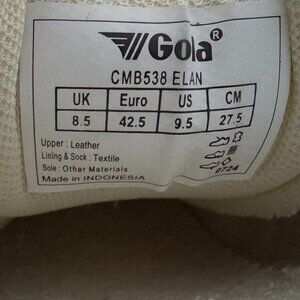 Gola®
CMB538 ELAN
UK Euro US CM
8.5 42.5 9.5 27.5
Upper : Leather
Lining & Sock : Textile
Sole : Other Materials
Made in INDONESIA
0724